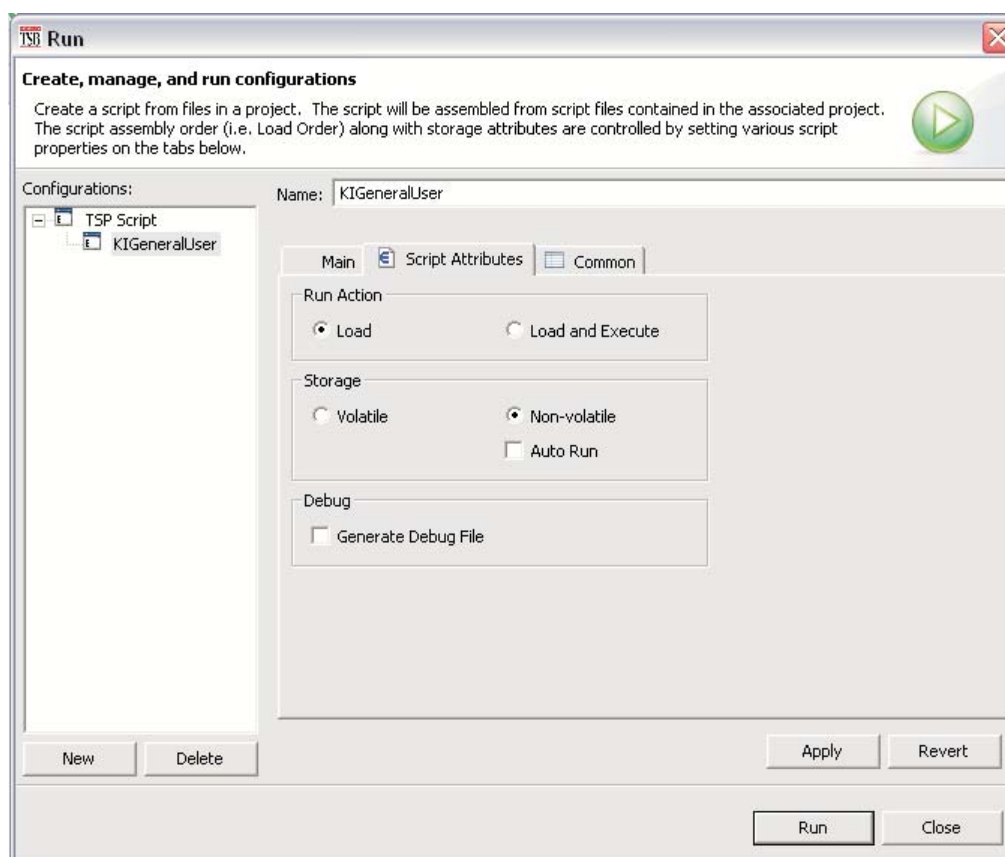 TSB Run
Create, manage, and run configurations
Create a script from files in a project. The script will be assembled from script files contained in the associated project.
The script assembly order (i.e. Load Order) along with storage attributes are controlled by setting various script
properties on the tabs below.
Configurations:
TSP Script
KIGeneralUser
Name: KIGeneralUser
Main Script Attributes Common
Run Action
Load Load and Execute
Storage
Volatile Non-volatile
Auto Run
Debug
Generate Debug File
New Delete
Apply Revert
Run Close